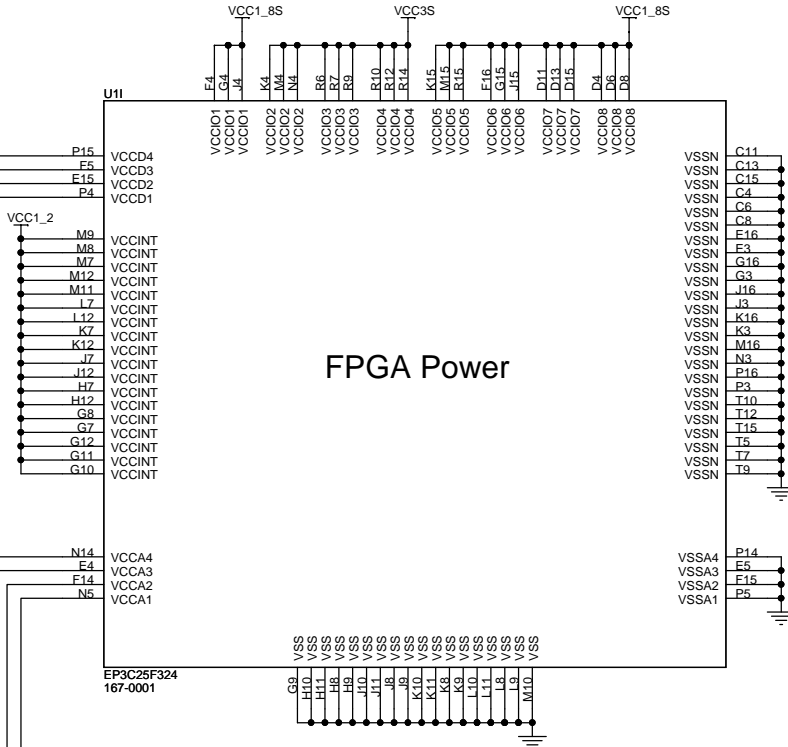 VCC1_8S VCC3S VCC1_8S
F4 G4 J4 K4 M4 N4 R6 R7 R9 R10 R12 R14 K15 M15 R15 F16 G15 J15 D11 D13 D15 D4 D6 D8
U1I
VCCIO1 VCCIO1 VCCIO1 VCCIO2 VCCIO2 VCCIO2 VCCIO3 VCCIO3 VCCIO3 VCCIO4 VCCIO4 VCCIO4 VCCIO5 VCCIO5 VCCIO5 VCCIO6 VCCIO6 VCCIO6 VCCIO7 VCCIO7 VCCIO7 VCCIO8 VCCIO8 VCCIO8
P15 VCCD4
F5 VCCD3
E15 VCCD2
P4 VCCD1
VCC1_2
M9 VCCINT
M8 VCCINT
M7 VCCINT
M12 VCCINT
M11 VCCINT
L7 VCCINT
L12 VCCINT
K7 VCCINT
K12 VCCINT
J7 VCCINT
J12 VCCINT
H7 VCCINT
H12 VCCINT
G8 VCCINT
G7 VCCINT
G12 VCCINT
G11 VCCINT
G10 VCCINT
N14 VCCA4
E4 VCCA3
F14 VCCA2
N5 VCCA1
FPGA Power
VSSN C11
VSSN C13
VSSN C15
VSSN C4
VSSN C6
VSSN C8
VSSN E16
VSSN F3
VSSN G16
VSSN G3
VSSN J16
VSSN J3
VSSN K16
VSSN K3
VSSN M16
VSSN N3
VSSN P16
VSSN P3
VSSN T10
VSSN T12
VSSN T15
VSSN T5
VSSN T7
VSSN T9
VSSA4 P14
VSSA3 E5
VSSA2 F15
VSSA1 P5
VSS VSS VSS VSS VSS VSS VSS VSS VSS VSS VSS VSS VSS VSS VSS VSS VSS VSS
EP3C25F324
167-0001
G9 H10 H11 H8 H9 J10 J11 J8 J9 K10 K11 K8 K9 L10 L11 L8 L9 M10